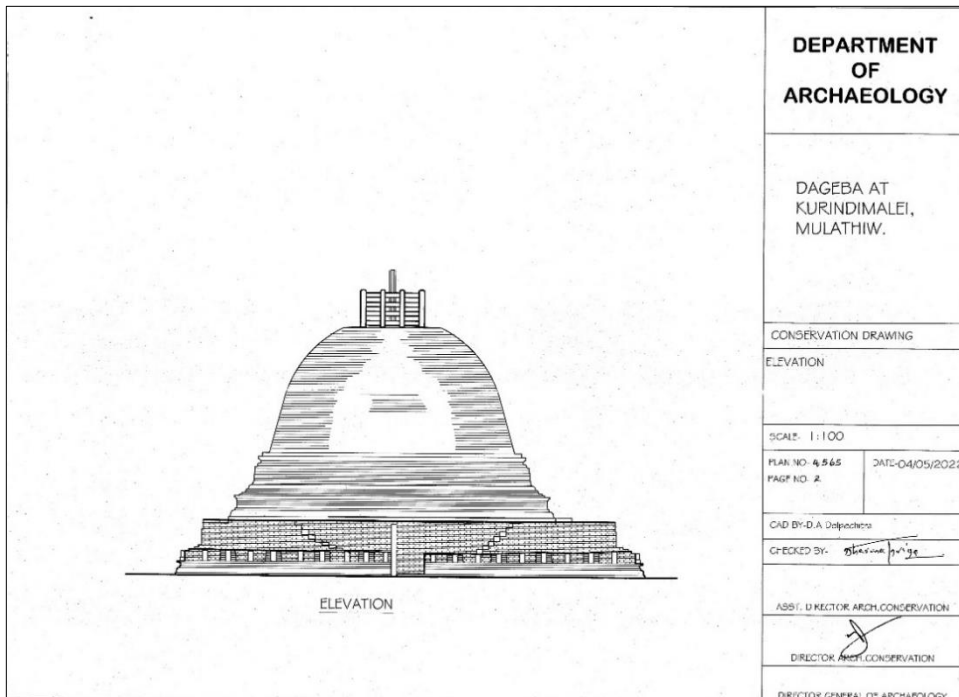 DEPARTMENT
OF
ARCHAEOLOGY
DAGEBA AT
KURINDIMALEI,
MULATHIW.
CONSERVATION DRAWING
ELEVATION
SCALE- 1:100
PLAN NO- 4565
DATE-04/05/2022
PAGE NO- 2
CAD BY-D.A
CHECKED BY-
ASST. DIRECTOR ARCH.CONSERVATION
DIRECTOR ARCH.CONSERVATION
DIRECTOR GENERAL OF ARCHAEOLOGY
ELEVATION